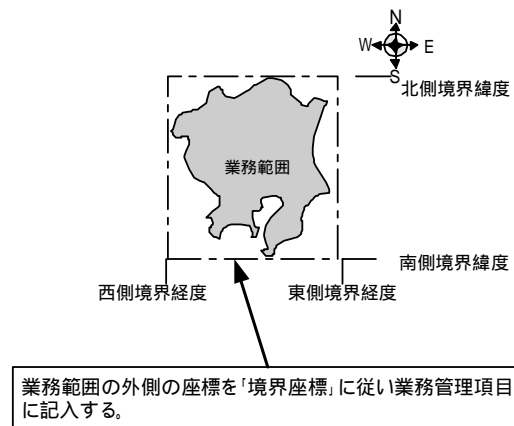 N
W E
S
北側境界緯度
業務範囲
南側境界緯度
西側境界経度 東側境界経度
業務範囲の外側の座標を「境界座標」に従い業務管理項目
に記入する。